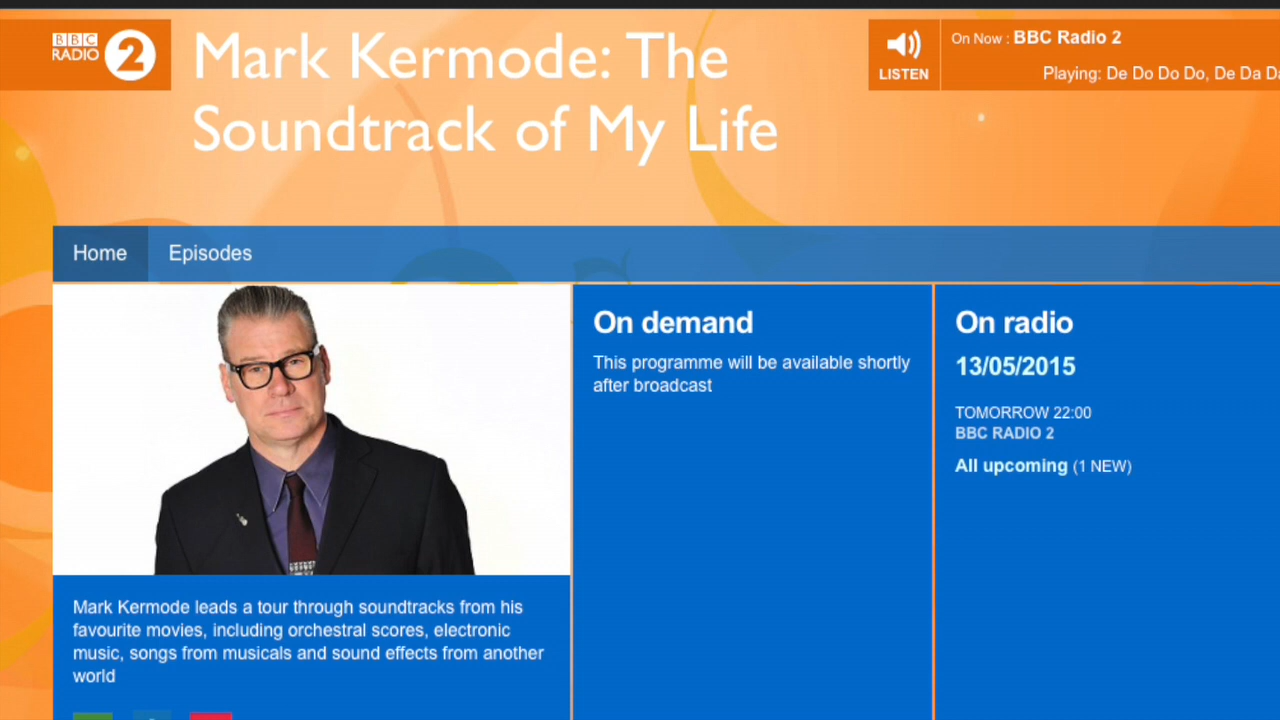 BBC
RADIO 2
Mark Kermode: The
Soundtrack of My Life
LISTEN
On Now : BBC Radio 2
Playing: De Do Do Do, De Da
Home
Episodes
On demand
This programme will be available shortly
after broadcast
On radio
13/05/2015
TOMORROW 22:00
BBC RADIO 2
All upcoming (1 NEW)
Mark Kermode leads a tour through soundtracks from his
favourite movies, including orchestral scores, electronic
music, songs from musicals and sound effects from another
world